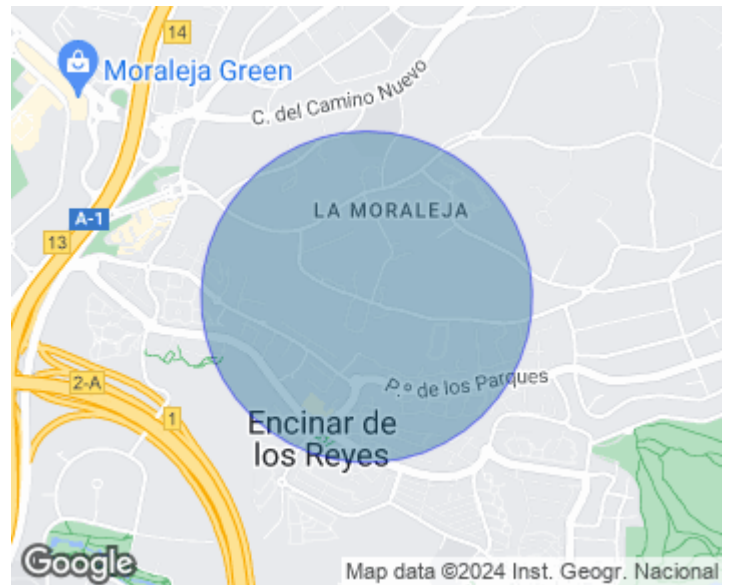 14
Moraleja Green
C. del Camino Nuevo
LA MORALEJA
A-1
13
P.º de los Parques
2-A
1
Encinar de
los Reyes
Google
Map data ©2024 Inst. Geogr. Nacional